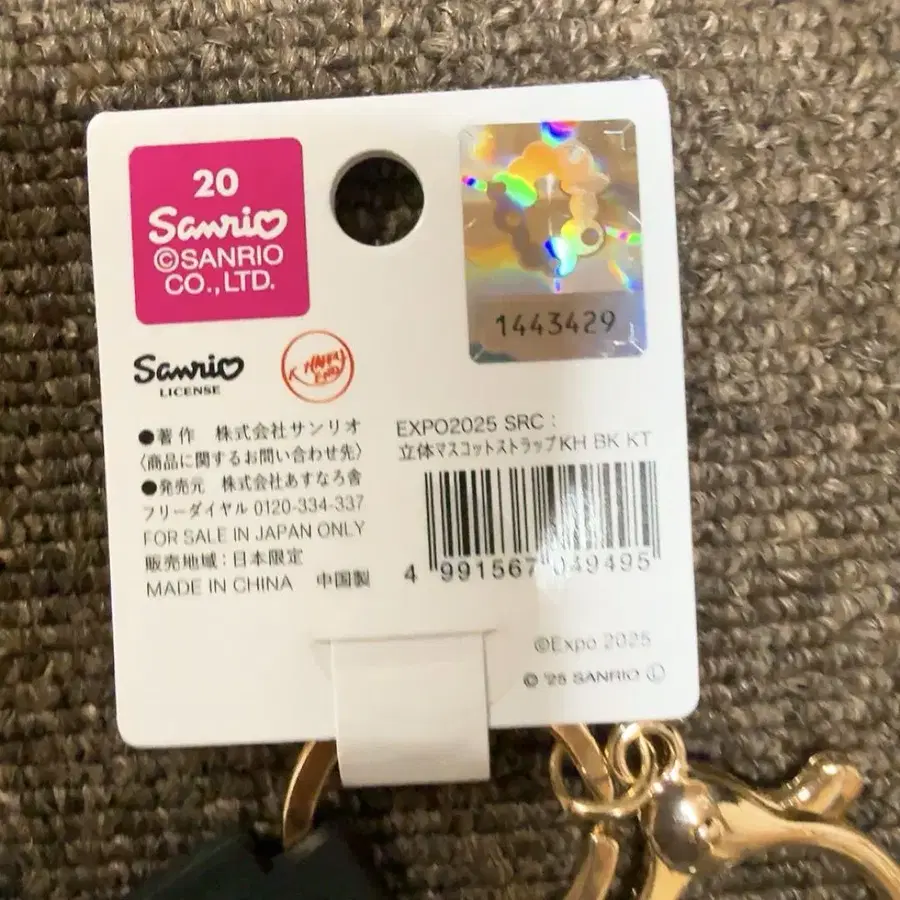 20
Sanrio
©SANRIO
CO.,LTD.
1443429
Sanrio
LICENSE
HAPPY
END
●著作 株式会社サンリオ
〈商品に関するお問い合わせ先〉
●発売元 株式会社あすなろ舎
フリーダイヤル 0120-334-337
FOR SALE IN JAPAN ONLY
販売地域：日本限定
MADE IN CHINA 中国製
EXPO2025 SRC：
立体マスコットストラップKH BK KT
4 991567 049495
©Expo 2025
© '25 SANRIO Ⓛ